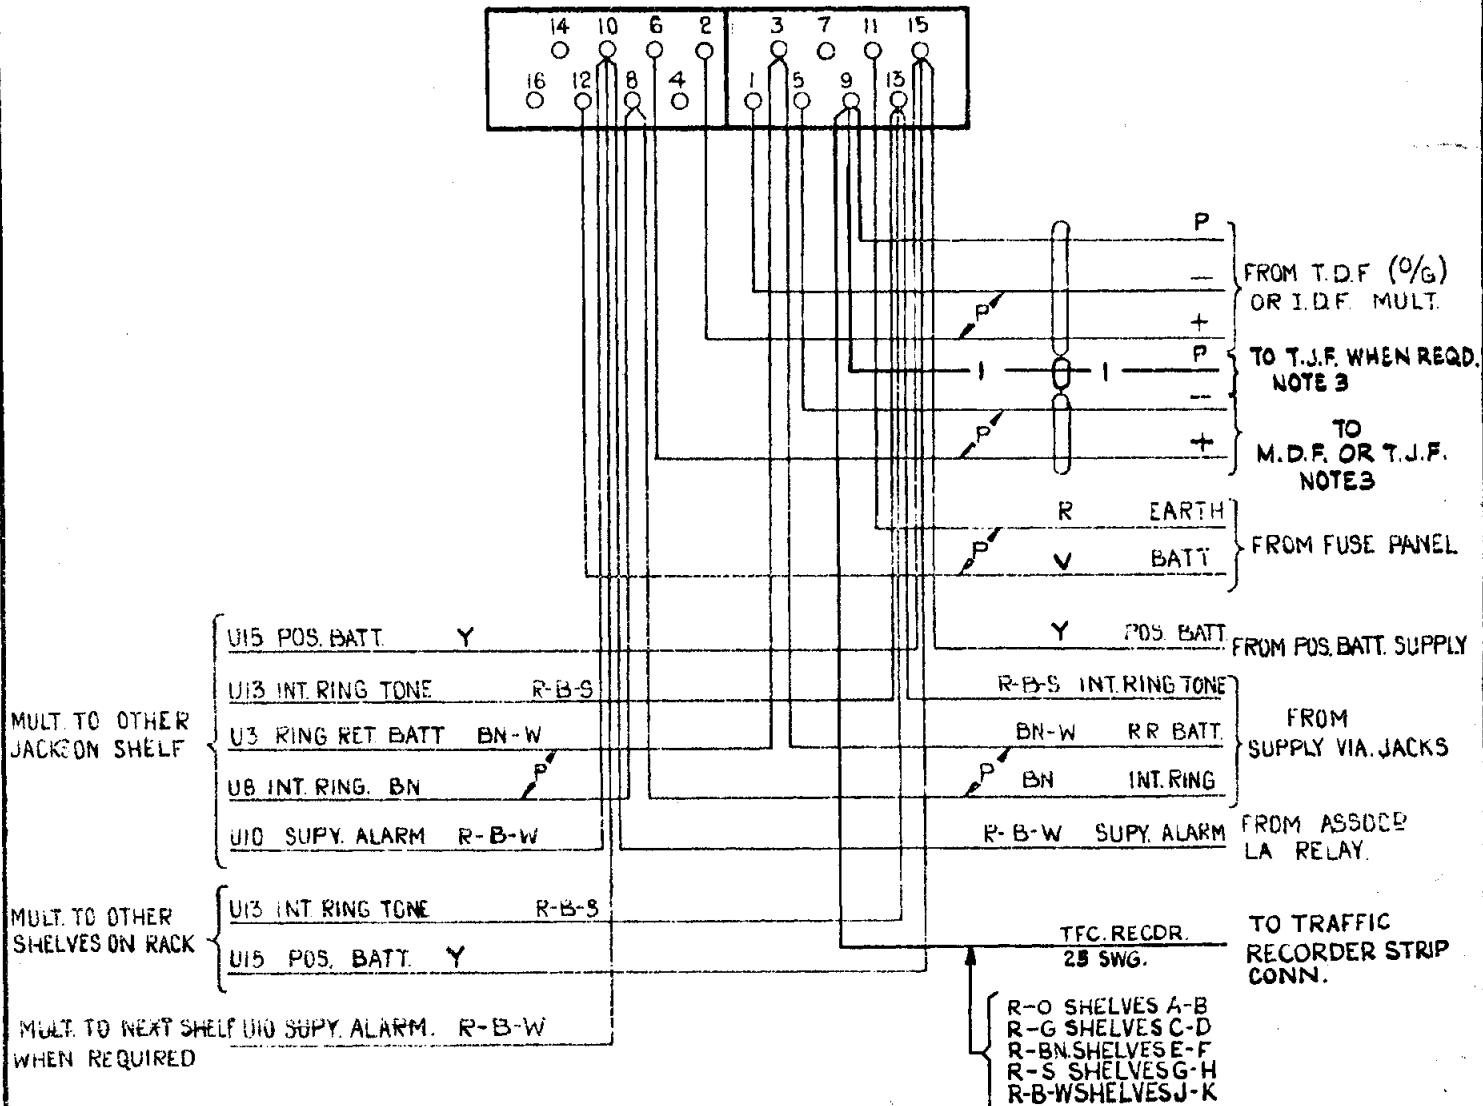 14 10 6 2 3 7 11 15
16 12 8 4 1 5 9 13
P
—
P
+
FROM T.D.F (O/G)
OR I.D.F. MULT.
P
TO T.J.F. WHEN REQD.
NOTE 3
—
P
+
TO
M.D.F. OR T.J.F.
NOTE 3
R EARTH
P
V BATT
FROM FUSE PANEL
U15 POS. BATT. Y
U13 INT. RING TONE R-B-S
U3 RING RET BATT BN-W
P
U8 INT. RING. BN
U10 SUPY. ALARM R-B-W
MULT. TO OTHER
JACKS ON SHELF
Y POS. BATT.
FROM POS. BATT. SUPPLY
R-B-S INT. RING TONE
BN-W R R BATT.
P
BN INT. RING
FROM
SUPPLY VIA. JACKS
R-B-W SUPY. ALARM
FROM ASSOCD
LA RELAY.
MULT. TO OTHER
SHELVES ON RACK
U13 INT. RING TONE R-B-S
U15 POS. BATT. Y
TFC. RECDR.
25 SWG.
TO TRAFFIC
RECORDER STRIP
CONN.
MULT. TO NEXT SHELF U10 SUPY. ALARM. R-B-W
WHEN REQUIRED
R-O SHELVES A-B
R-G SHELVES C-D
R-BN. SHELVES E-F
R-S SHELVES G-H
R-B-W SHELVES J-K